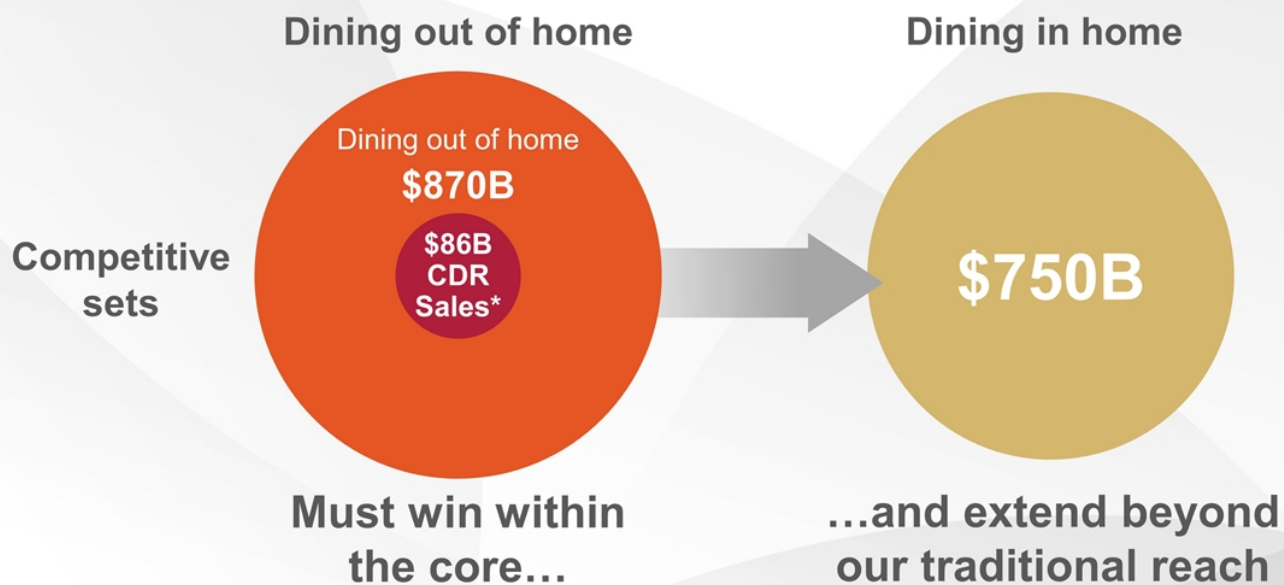 Dining out of home
Dining in home
Dining out of home
$870B
$86B
CDR
Sales*
$750B
Competitive
sets
Must win within
the core…
…and extend beyond
our traditional reach